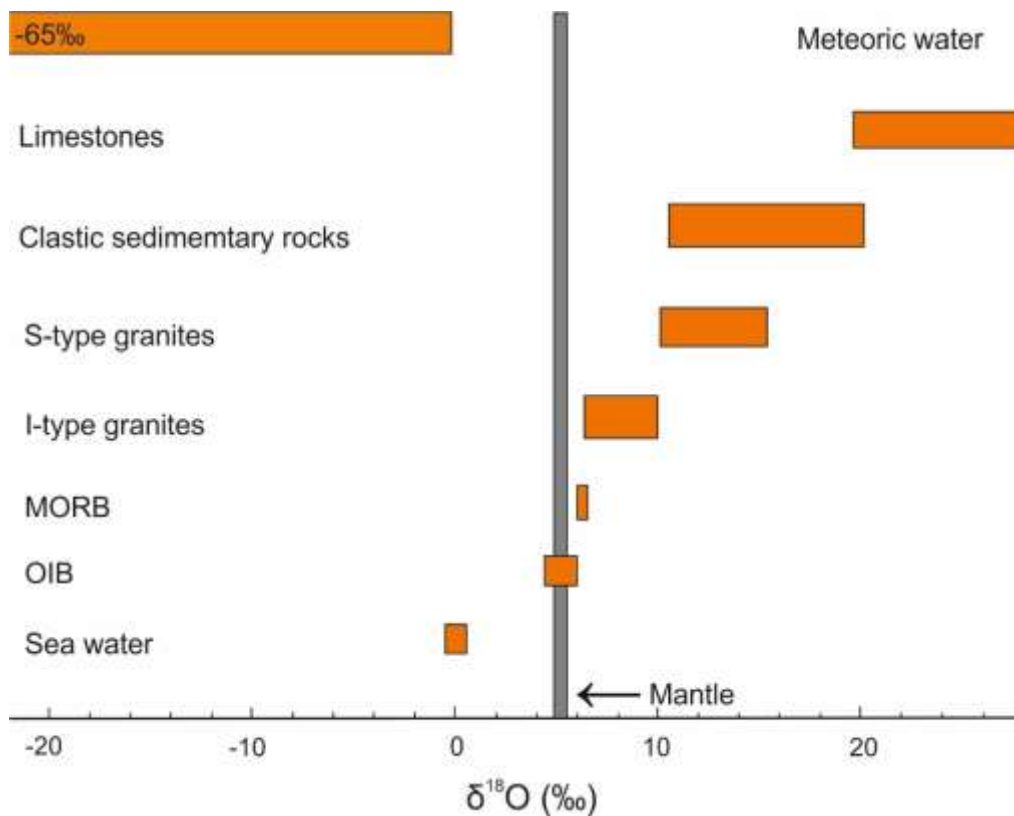 -65‰ Meteoric water
Limestones
Clastic sedimemtary rocks
S-type granites
I-type granites
MORB
OIB
Sea water
Mantle
-20 -10 0 10 20
δ¹⁸O (‰)